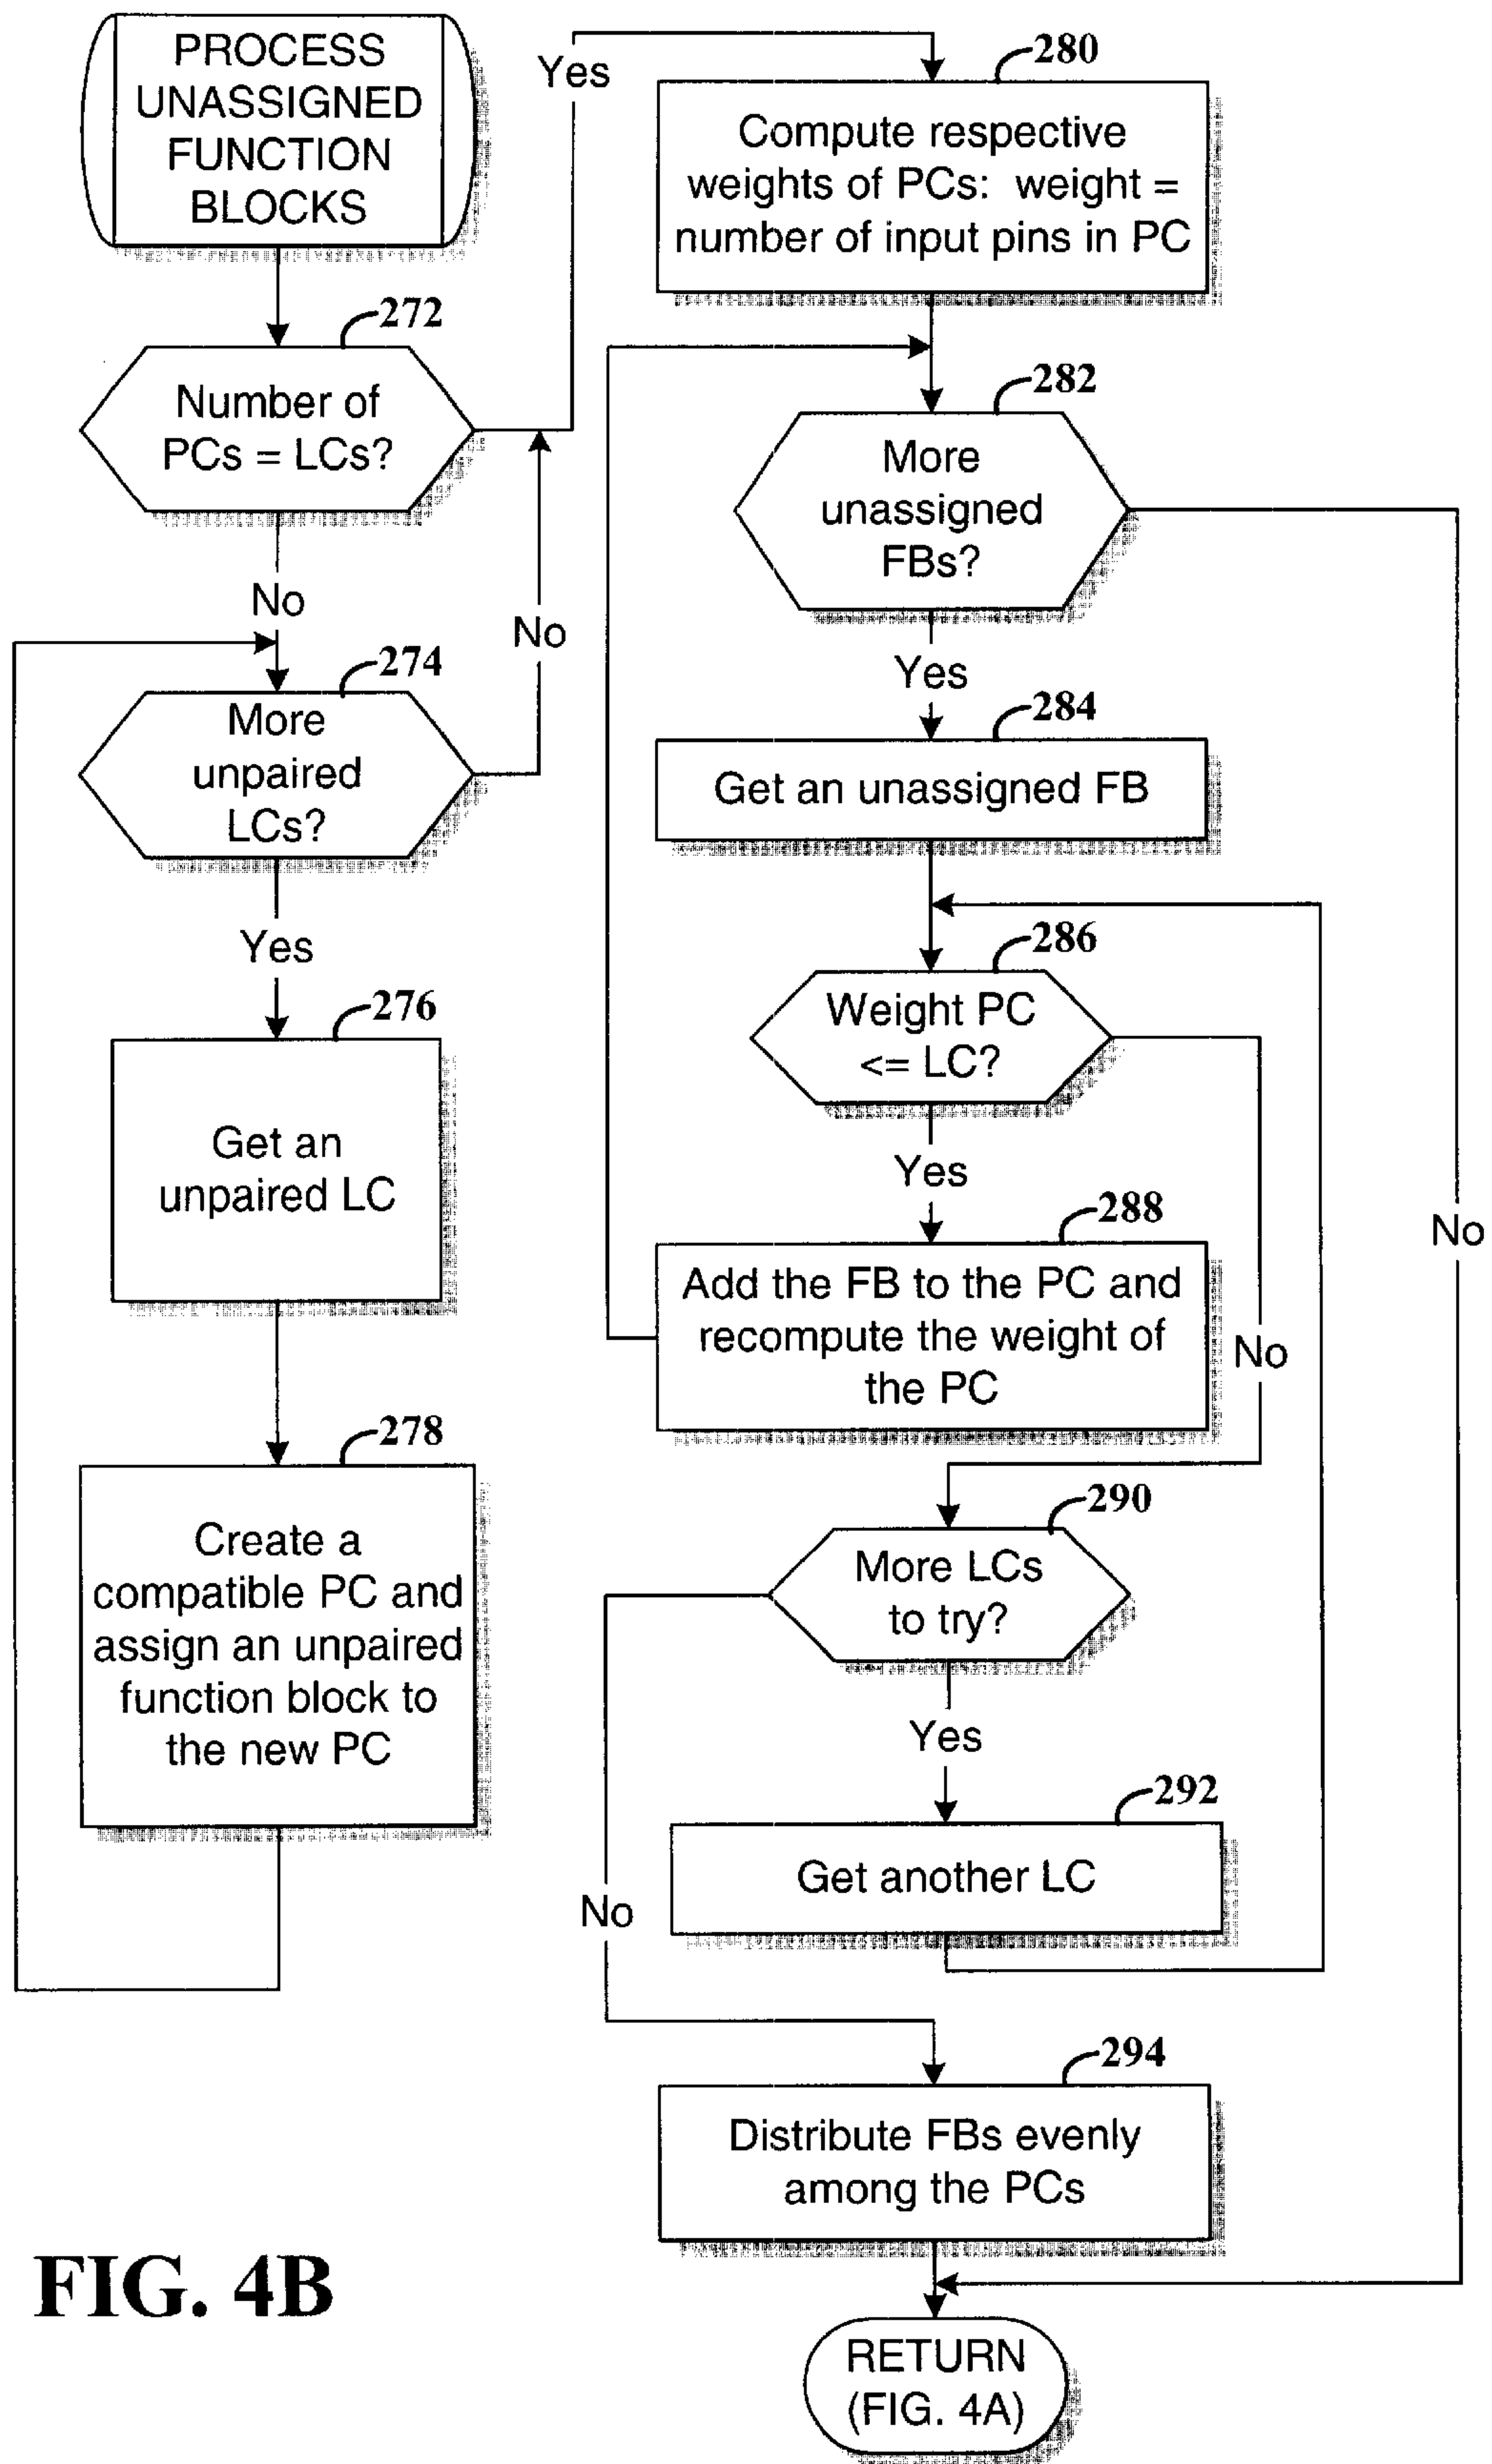 PROCESS
UNASSIGNED
FUNCTION
BLOCKS
272
Number of
PCs = LCs?
Yes
No
274
More
unpaired
LCs?
No
Yes
276
Get an
unpaired LC
278
Create a
compatible PC and
assign an unpaired
function block to
the new PC
280
Compute respective
weights of PCs: weight =
number of input pins in PC
282
More
unassigned
FBs?
Yes
No
284
Get an unassigned FB
286
Weight PC
<= LC?
Yes
No
288
Add the FB to the PC and
recompute the weight of
the PC
290
More LCs
to try?
Yes
No
292
Get another LC
294
Distribute FBs evenly
among the PCs
RETURN
(FIG. 4A)
FIG. 4B